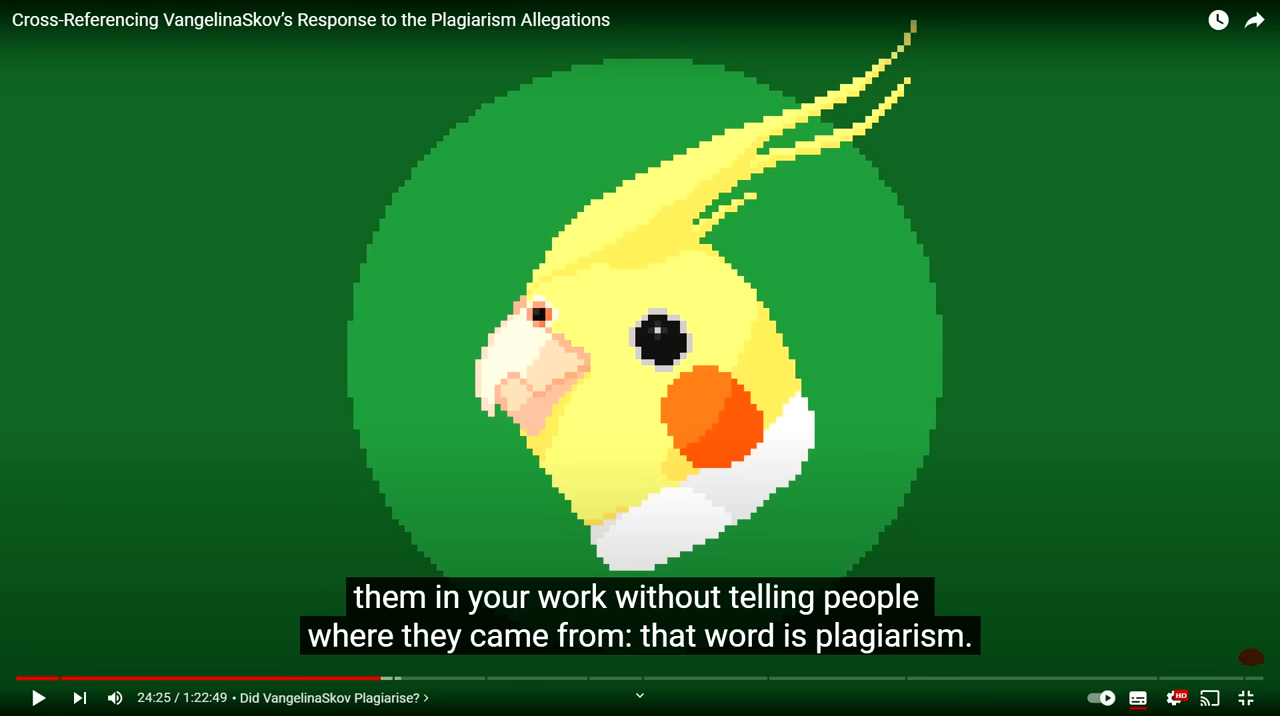 Cross-Referencing VangelinaSkov’s Response to the Plagiarism Allegations
them in your work without telling people
where they came from: that word is plagiarism.
24:25 / 1:22:49 • Did VangelinaSkov Plagiarise? ›
HD